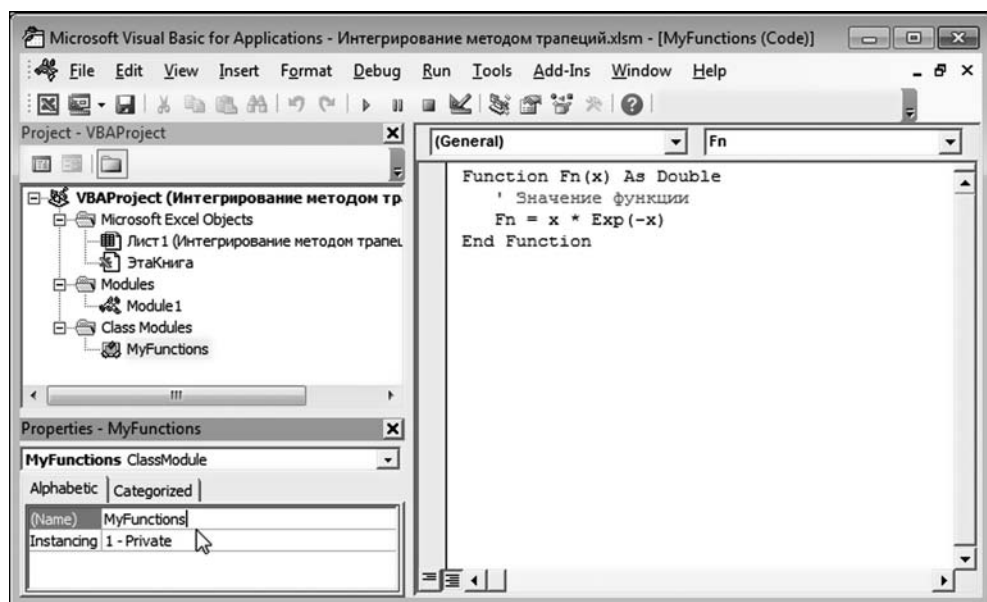 Microsoft Visual Basic for Applications - Интегрирование методом трапеций.xlsm - [MyFunctions (Code)]
File Edit View Insert Format Debug Run Tools Add-Ins Window Help
Project - VBAProject
VBAProject (Интегрирование методом тр
Microsoft Excel Objects
Лист1 (Интегрирование методом трапец
ЭтаКнига
Modules
Module1
Class Modules
MyFunctions
Properties - MyFunctions
MyFunctions ClassModule
Alphabetic Categorized
(Name) MyFunctions
Instancing 1 - Private
(General) Fn
Function Fn(x) As Double
' Значение функции
Fn = x * Exp(-x)
End Function